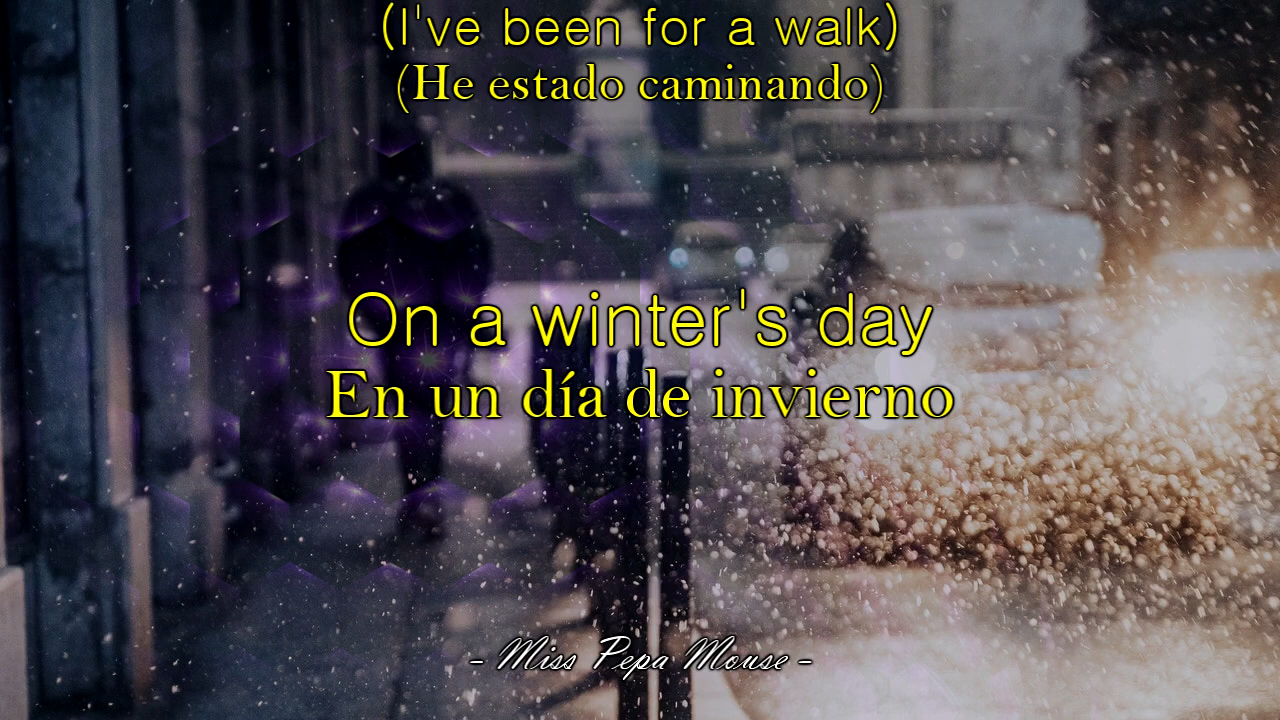 (I've been for a walk)
(He estado caminando)
On a winter's day
En un día de invierno
- Miss Pepa Mouse -